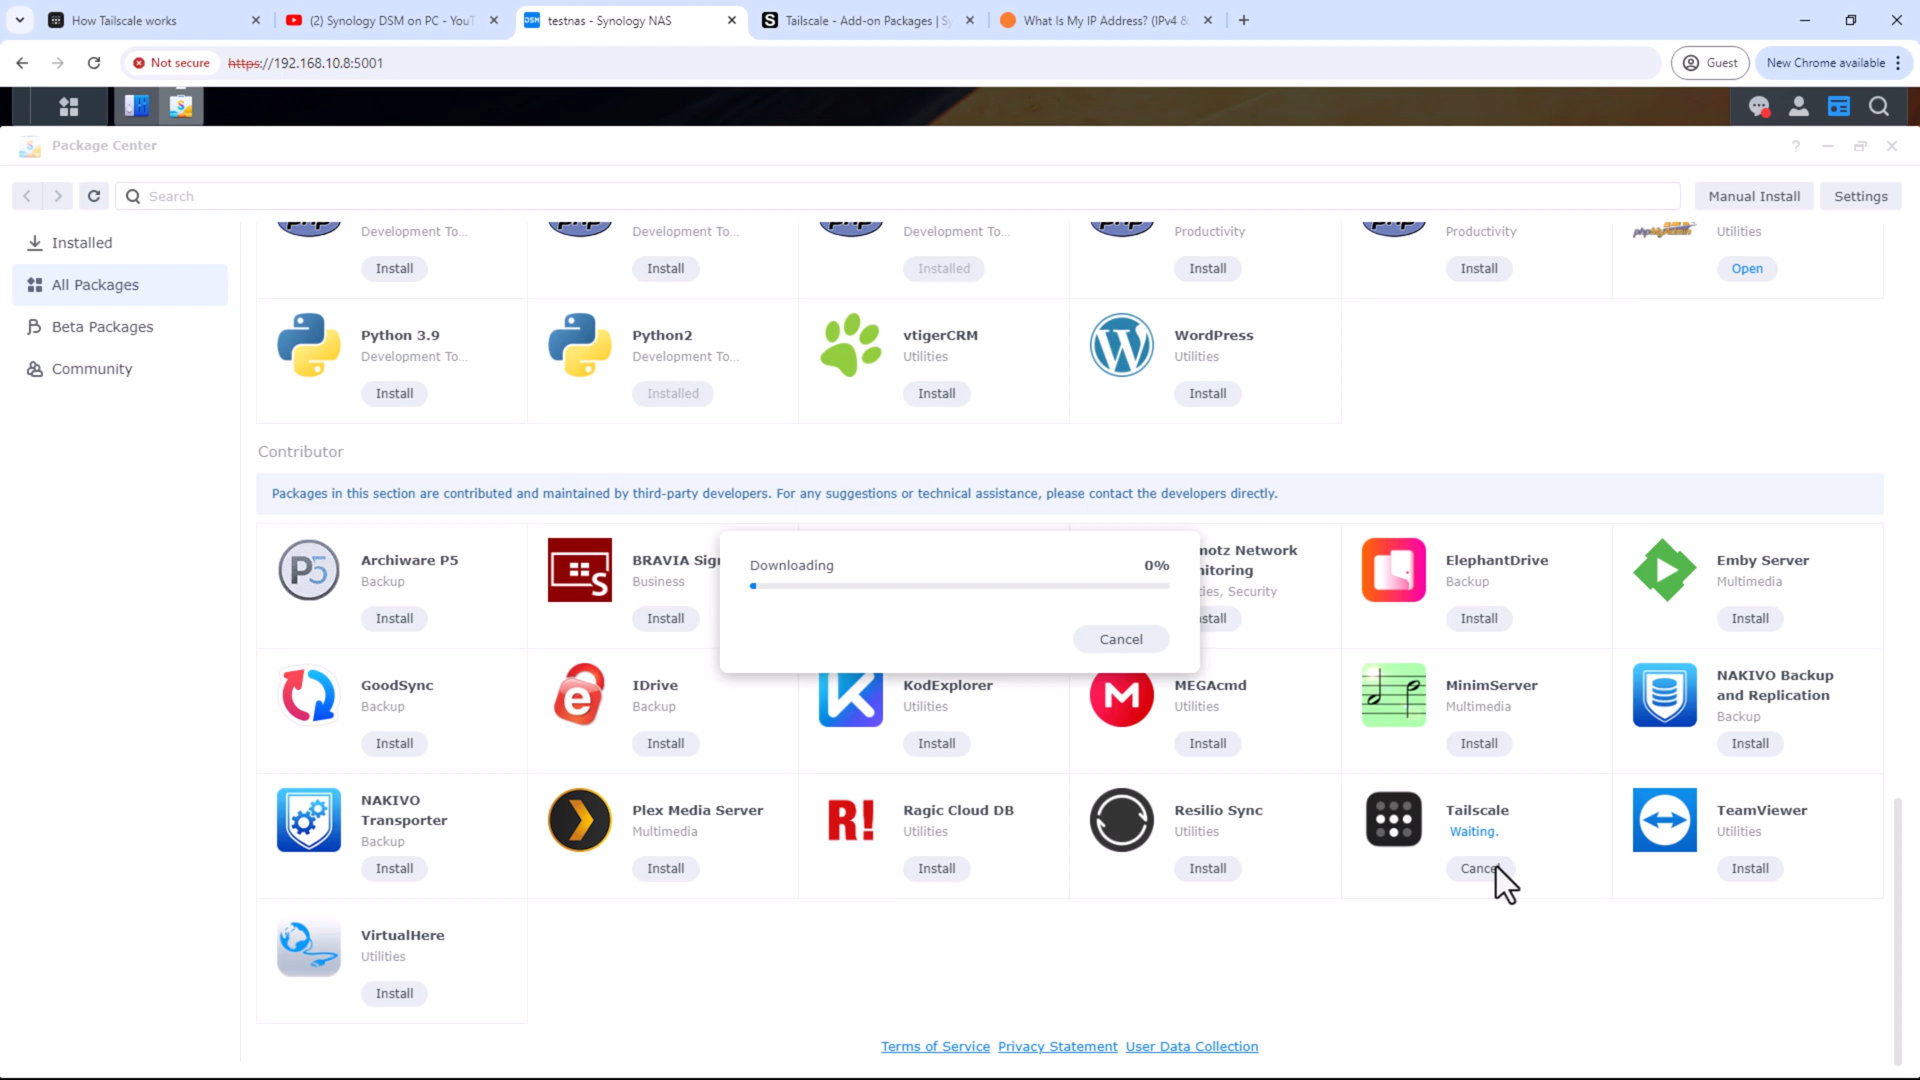 How Tailscale works
(2) Synology DSM on PC - YouT
testnas - Synology NAS
Tailscale - Add-on Packages | Sy
What Is My IP Address? (IPv4 &
Not secure
https://192.168.10.8:5001
Guest
New Chrome available
Package Center
Search
Manual Install
Settings
Installed
All Packages
Beta Packages
Community
Development To...
Install
Development To...
Install
Development To...
Installed
Productivity
Install
Productivity
Install
Utilities
Open
Python 3.9
Development To...
Install
Python2
Development To...
Installed
vtigerCRM
Utilities
Install
WordPress
Utilities
Install
Contributor
Packages in this section are contributed and maintained by third-party developers. For any suggestions or technical assistance, please contact the developers directly.
Archiware P5
Backup
Install
BRAVIA Sig
Business
Install
Downloading
0%
Cancel
motz Network
itoring
ies, Security
stall
ElephantDrive
Backup
Install
Emby Server
Multimedia
Install
GoodSync
Backup
Install
IDrive
Backup
Install
KodExplorer
Utilities
Install
MEGAcmd
Utilities
Install
MinimServer
Multimedia
Install
NAKIVO Backup
and Replication
Backup
Install
NAKIVO
Transporter
Backup
Install
Plex Media Server
Multimedia
Install
R!
Ragic Cloud DB
Utilities
Install
Resilio Sync
Utilities
Install
Tailscale
Waiting.
Cancel
TeamViewer
Utilities
Install
VirtualHere
Utilities
Install
Terms of Service
Privacy Statement
User Data Collection